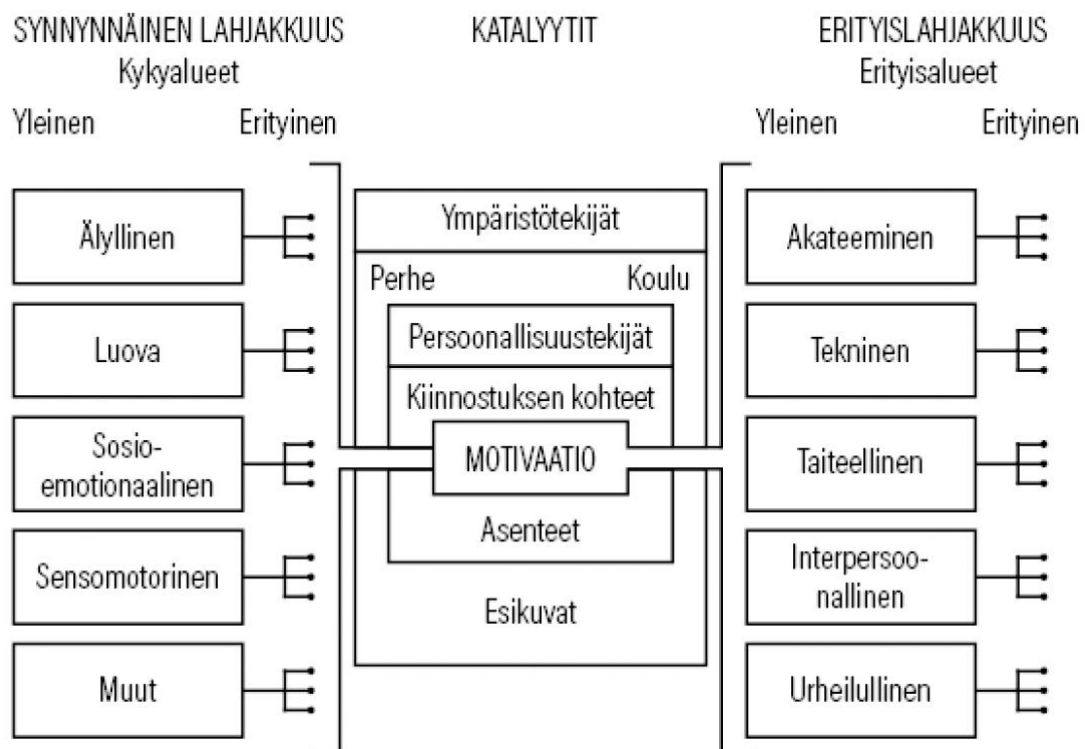 SYNNYNNÄINEN LAHJAKKUUS
Kykyalueet
Yleinen
Erityinen
Älyllinen
Luova
Sosio-
emotionaalinen
Sensomotorinen
Muut
KATALYYTIT
Ympäristötekijät
Perhe
Koulu
Persoonallisuustekijät
Kiinnostuksen kohteet
MOTIVAATIO
Asenteet
Esikuvat
ERITYISLAHJAKKUUS
Erityisalueet
Yleinen
Erityinen
Akateeminen
Tekninen
Taiteellinen
Interpersoo-
nallinen
Urheilullinen